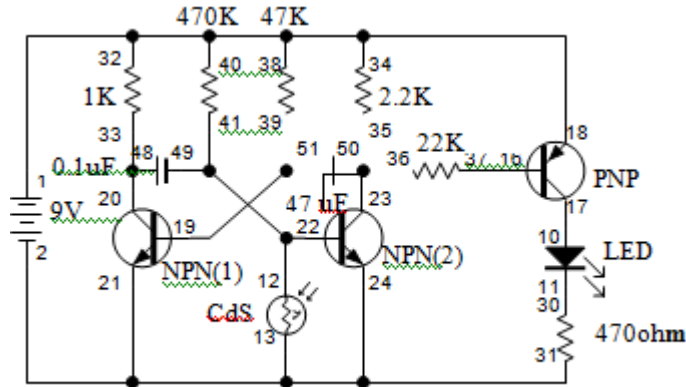 470K 47K
32 40 38 34
1K 2.2K
33 41 39 35
0.1uF 48 49 51 50 36 22K 37 16 18
PNP
1 20 47 uF 23 17
9V 19 22 10 LED
2 21 NPN(1) 12 NPN(2)
24
CdS 11
13 30
470ohm
31